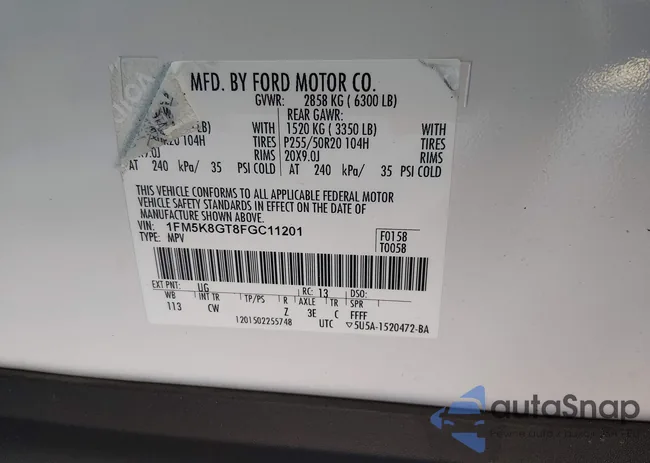 MFD. BY FORD MOTOR CO.
GVWR: 2858 KG ( 6300 LB)
REAR GAWR:
LB) WITH 1520 KG ( 3350 LB) WITH
R20 104H TIRES P255/50R20 104H TIRES
RIMS 20X9.0J RIMS
AT 240 kPa/ 35 PSI COLD AT 240 kPa/ 35 PSI COLD
THIS VEHICLE CONFORMS TO ALL APPLICABLE FEDERAL MOTOR
VEHICLE SAFETY STANDARDS IN EFFECT ON THE DATE OF
MANUFACTURE SHOWN ABOVE.
VIN: 1FM5K8GT8FGC11201
TYPE: MPV
F0158
T0058
EXT PNT: UG RC: 13 DSO:
WB INT TR TP/PS R AXLE TR SPR
113 CW Z 3E C FFFF
1201502255748 UTC ▽5U5A-1520472-BA
autoSnap